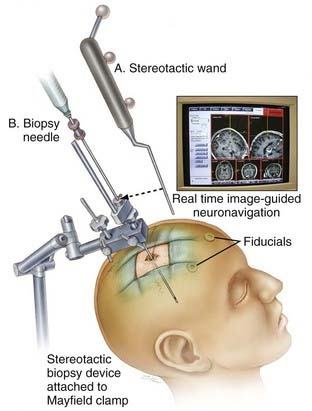 A. Stereotactic wand
B. Biopsy
needle
Real time image-guided
neuronavigation
Fiducials
Stereotactic
biopsy device
attached to
Mayfield clamp